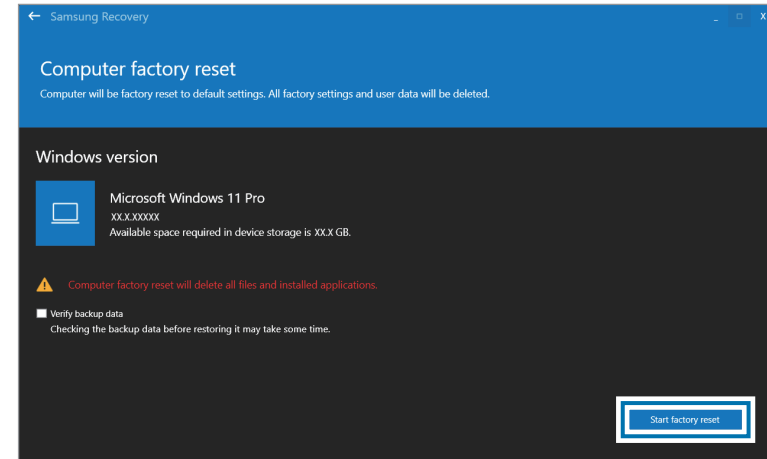 Samsung Recovery
Computer factory reset
Computer will be factory reset to default settings. All factory settings and user data will be deleted.
Windows version
Microsoft Windows 11 Pro
XX.X.XXXXX
Available space required in device storage is XX.X GB.
Computer factory reset will delete all files and installed applications.
Verify backup data
Checking the backup data before restoring it may take some time.
Start factory reset